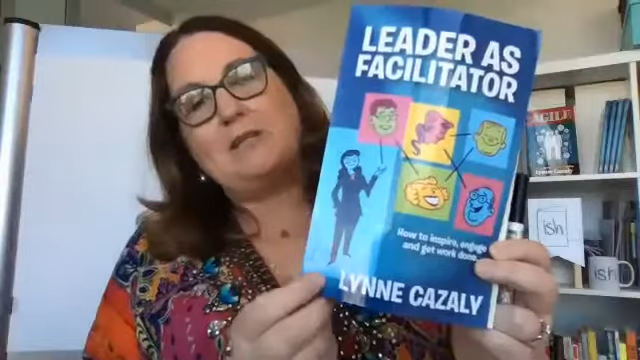 LEADER AS
FACILITATOR
How to inspire, engage
and get work done
LYNNE CAZALY
AGILE
ish
ish